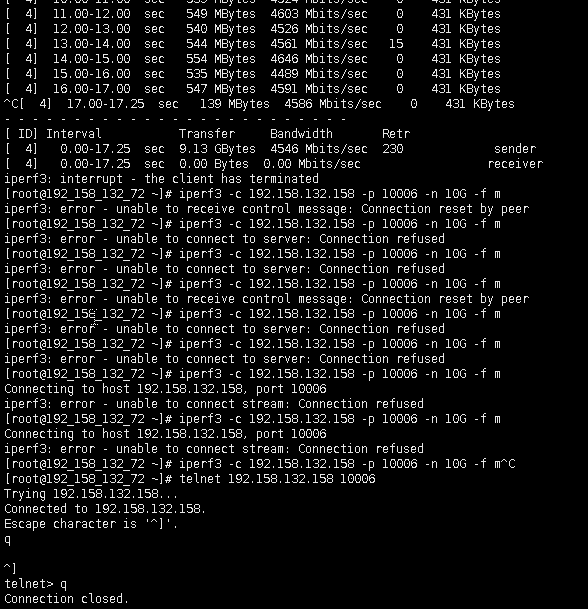 [  4]  11.00-12.00  sec   549 MBytes  4603 Mbits/sec    0    431 KBytes
[  4]  12.00-13.00  sec   540 MBytes  4526 Mbits/sec    0    431 KBytes
[  4]  13.00-14.00  sec   544 MBytes  4561 Mbits/sec   15    431 KBytes
[  4]  14.00-15.00  sec   554 MBytes  4646 Mbits/sec    0    431 KBytes
[  4]  15.00-16.00  sec   535 MBytes  4489 Mbits/sec    0    431 KBytes
[  4]  16.00-17.00  sec   547 MBytes  4591 Mbits/sec    0    431 KBytes
^C[  4]  17.00-17.25  sec   139 MBytes  4586 Mbits/sec    0    431 KBytes
- - - - - - - - - - - - - - - - - - - - - - - - -
[ ID] Interval           Transfer     Bandwidth       Retr
[  4]   0.00-17.25  sec  9.13 GBytes  4546 Mbits/sec  230             sender
[  4]   0.00-17.25  sec  0.00 Bytes  0.00 Mbits/sec                  receiver
iperf3: interrupt - the client has terminated
[root@192_158_132_72 ~]# iperf3 -c 192.158.132.158 -p 10006 -n 10G -f m
iperf3: error - unable to receive control message: Connection reset by peer
[root@192_158_132_72 ~]# iperf3 -c 192.158.132.158 -p 10006 -n 10G -f m
iperf3: error - unable to connect to server: Connection refused
[root@192_158_132_72 ~]# iperf3 -c 192.158.132.158 -p 10006 -n 10G -f m
iperf3: error - unable to connect to server: Connection refused
[root@192_158_132_72 ~]# iperf3 -c 192.158.132.158 -p 10006 -n 10G -f m
iperf3: error - unable to receive control message: Connection reset by peer
[root@192_158_132_72 ~]# iperf3 -c 192.158.132.158 -p 10006 -n 10G -f m
iperf3: error - unable to connect to server: Connection refused
[root@192_158_132_72 ~]# iperf3 -c 192.158.132.158 -p 10006 -n 10G -f m
iperf3: error - unable to connect to server: Connection refused
[root@192_158_132_72 ~]# iperf3 -c 192.158.132.158 -p 10006 -n 10G -f m
Connecting to host 192.158.132.158, port 10006
iperf3: error - unable to connect stream: Connection refused
[root@192_158_132_72 ~]# iperf3 -c 192.158.132.158 -p 10006 -n 10G -f m
Connecting to host 192.158.132.158, port 10006
iperf3: error - unable to connect stream: Connection refused
[root@192_158_132_72 ~]# iperf3 -c 192.158.132.158 -p 10006 -n 10G -f m^C
[root@192_158_132_72 ~]# telnet 192.158.132.158 10006
Trying 192.158.132.158...
Connected to 192.158.132.158.
Escape character is '^]'.
q
^]
telnet> q
Connection closed.